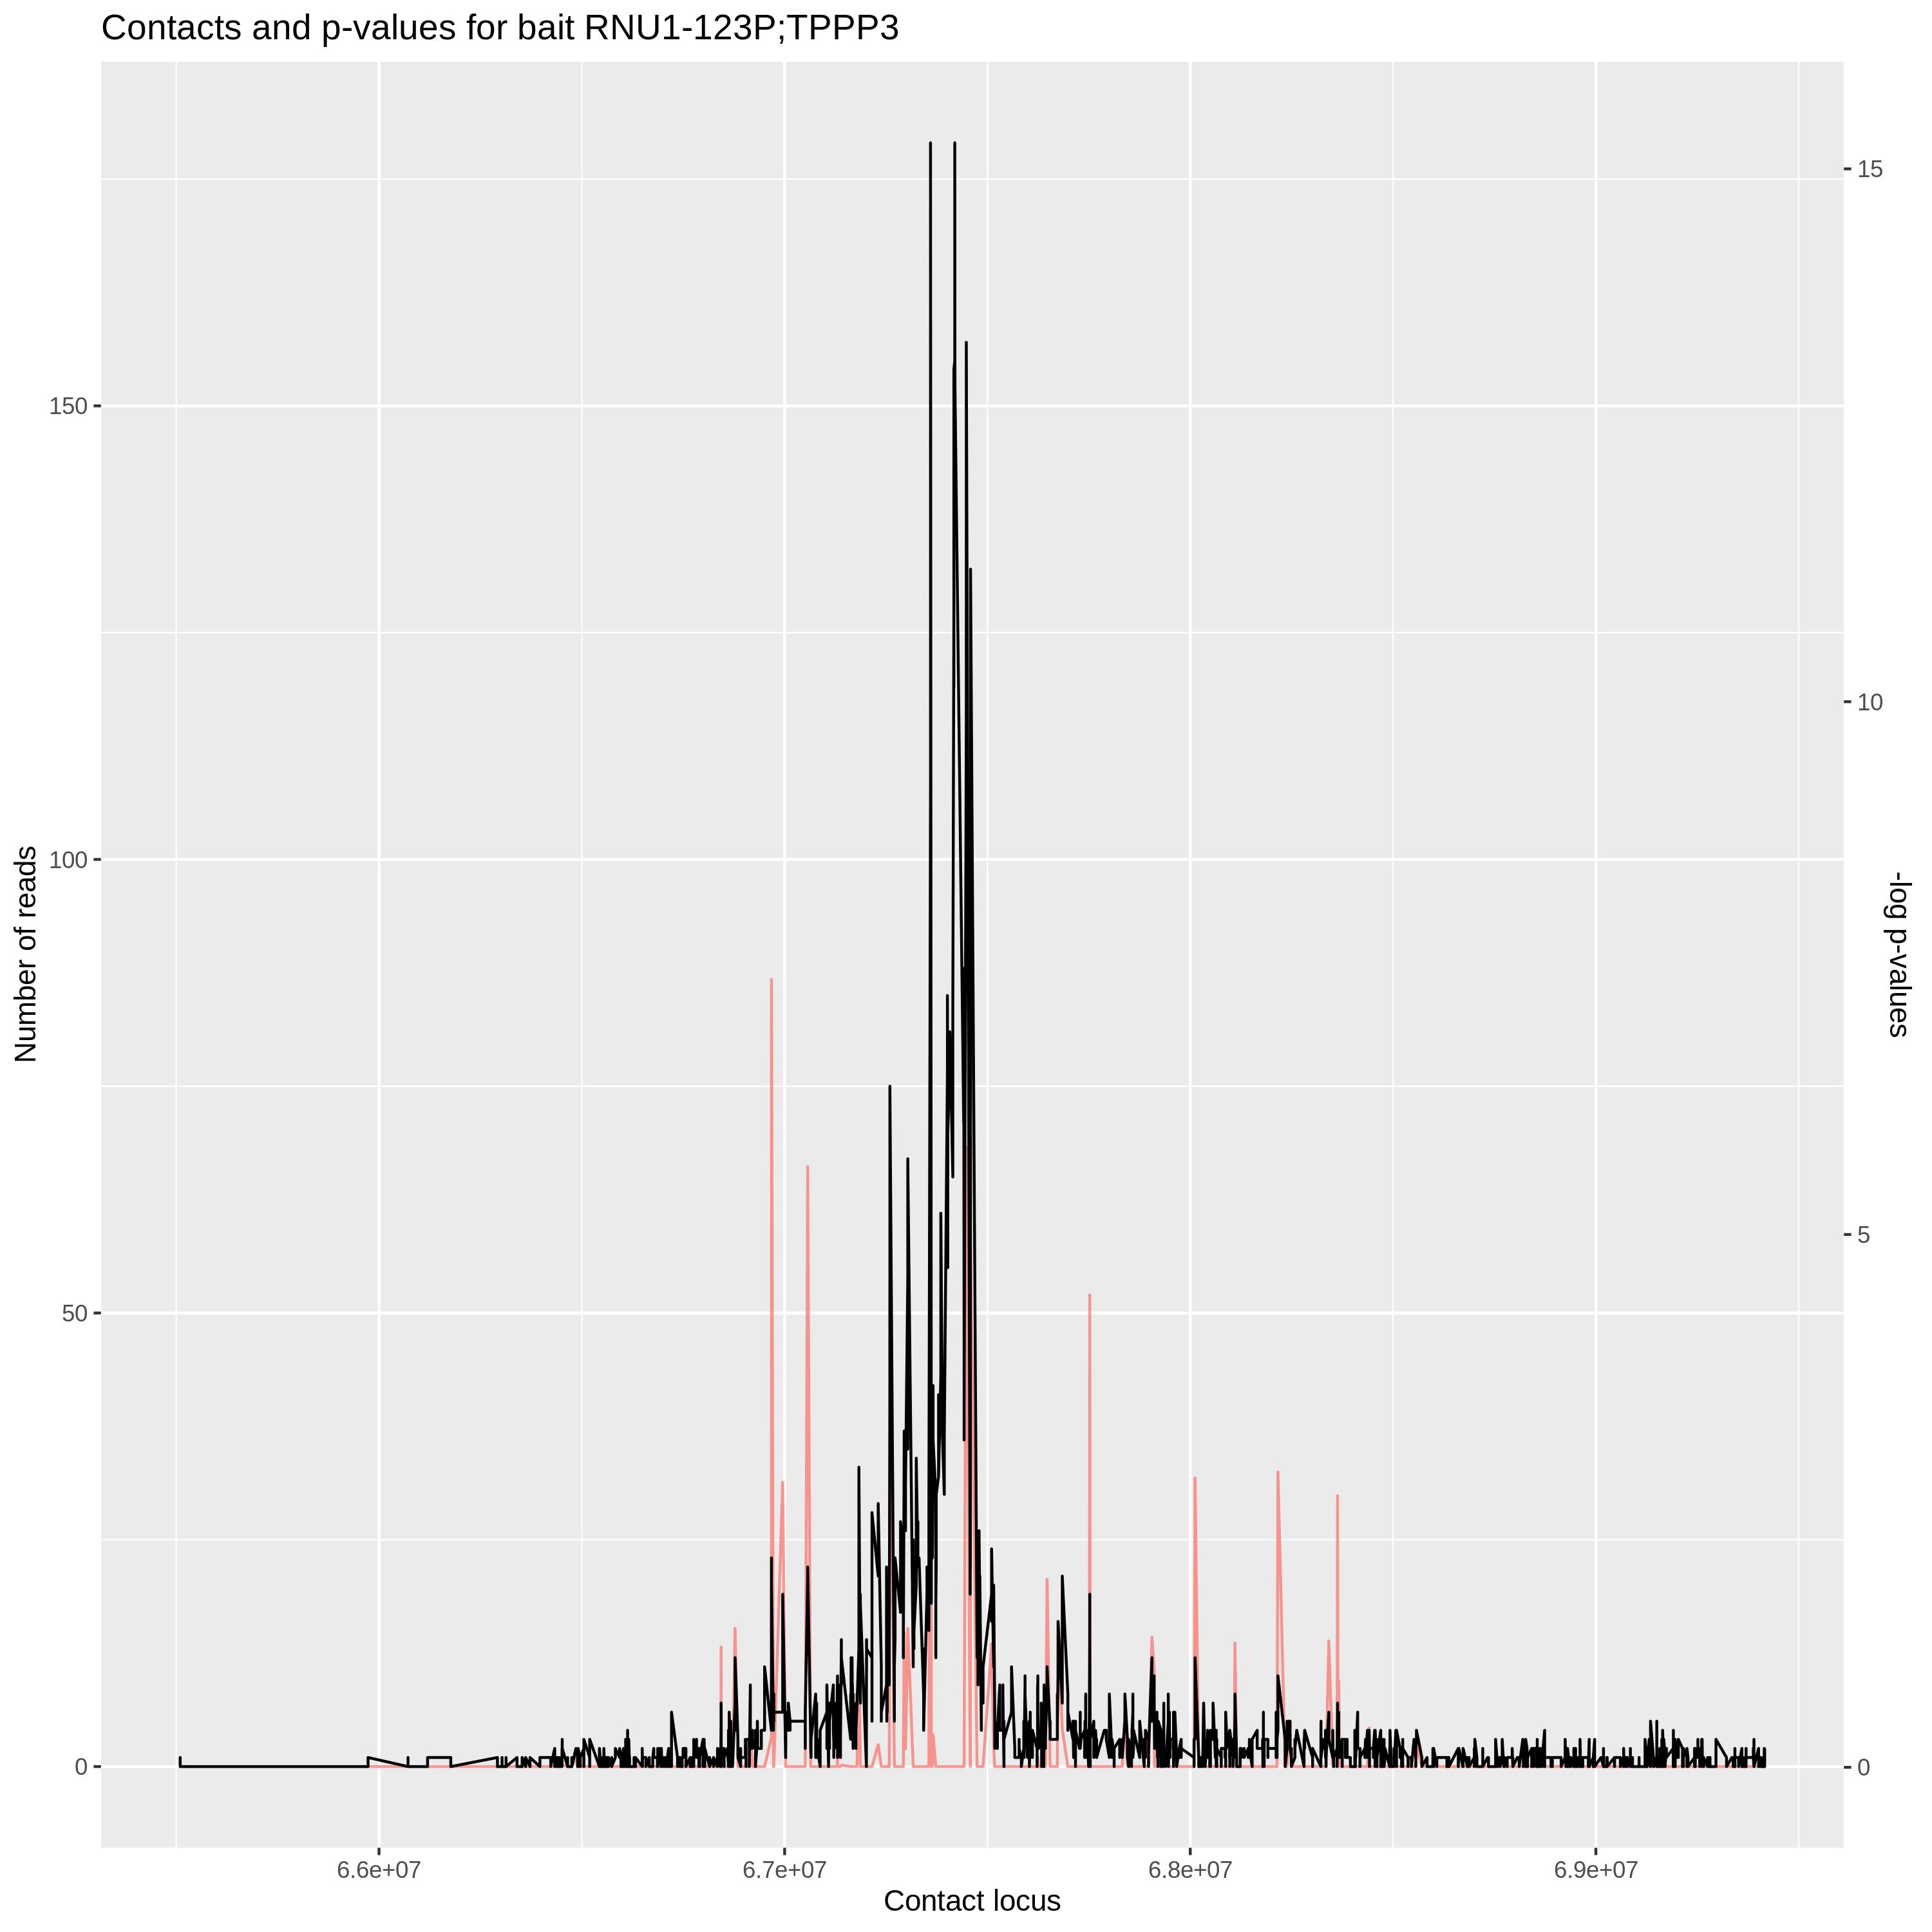 Contacts and p-values for bait RNU1-123P;TPPP3
150
100
50
0
15
10
5
0
Number of reads
-log p-values
6.6e+07
6.7e+07
6.8e+07
6.9e+07
Contact locus